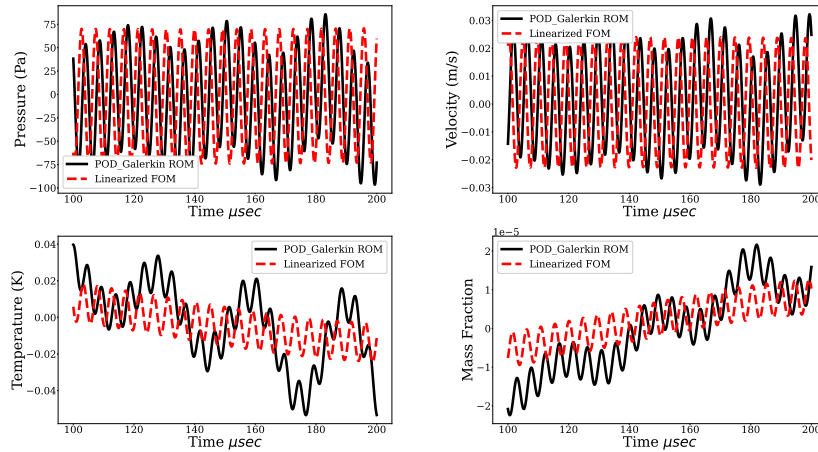 75
50
25
0
−25
−50
−75
−100
Pressure (Pa)
POD_Galerkin ROM
Linearized FOM
100 120 140 160 180 200
Time μsec
0.03
0.02
0.01
0.00
−0.01
−0.02
−0.03
Velocity (m/s)
POD_Galerkin ROM
Linearized FOM
100 120 140 160 180 200
Time μsec
0.04
0.02
0.00
−0.02
−0.04
Temperature (K)
POD_Galerkin ROM
Linearized FOM
100 120 140 160 180 200
Time μsec
1e−5
2
1
0
−1
−2
Mass Fraction
POD_Galerkin ROM
Linearized FOM
100 120 140 160 180 200
Time μsec